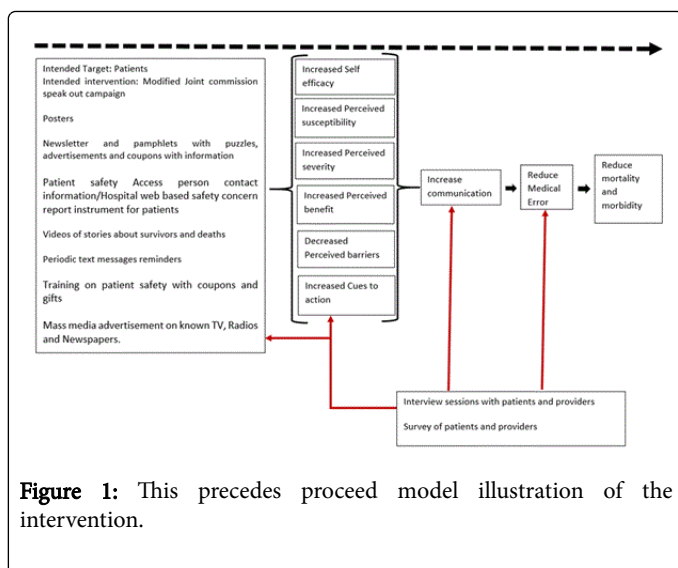 Intended Target: Patients
Intended intervention: Modified Joint commission
speak out campaign
Posters
Newsletter and pamphlets with puzzles,
advertisements and coupons with information
Patient safety Access person contact
information/Hospital web based safety concern
report instrument for patients
Videos of stories about survivors and deaths
Periodic text messages reminders
Training on patient safety with coupons and
gifts
Mass media advertisement on known TV, Radios
and Newspapers.
Increased Self
efficacy
Increased Perceived
susceptibility
Increased Perceived
severity
Increased Perceived
benefit
Decreased
Perceived barriers
Increased Cues to
action
Increase
communication
Reduce
Medical
Error
Reduce
mortality
and
morbidity
Interview sessions with patients and providers
Survey of patients and providers
Figure 1: This precedes proceed model illustration of the
intervention.